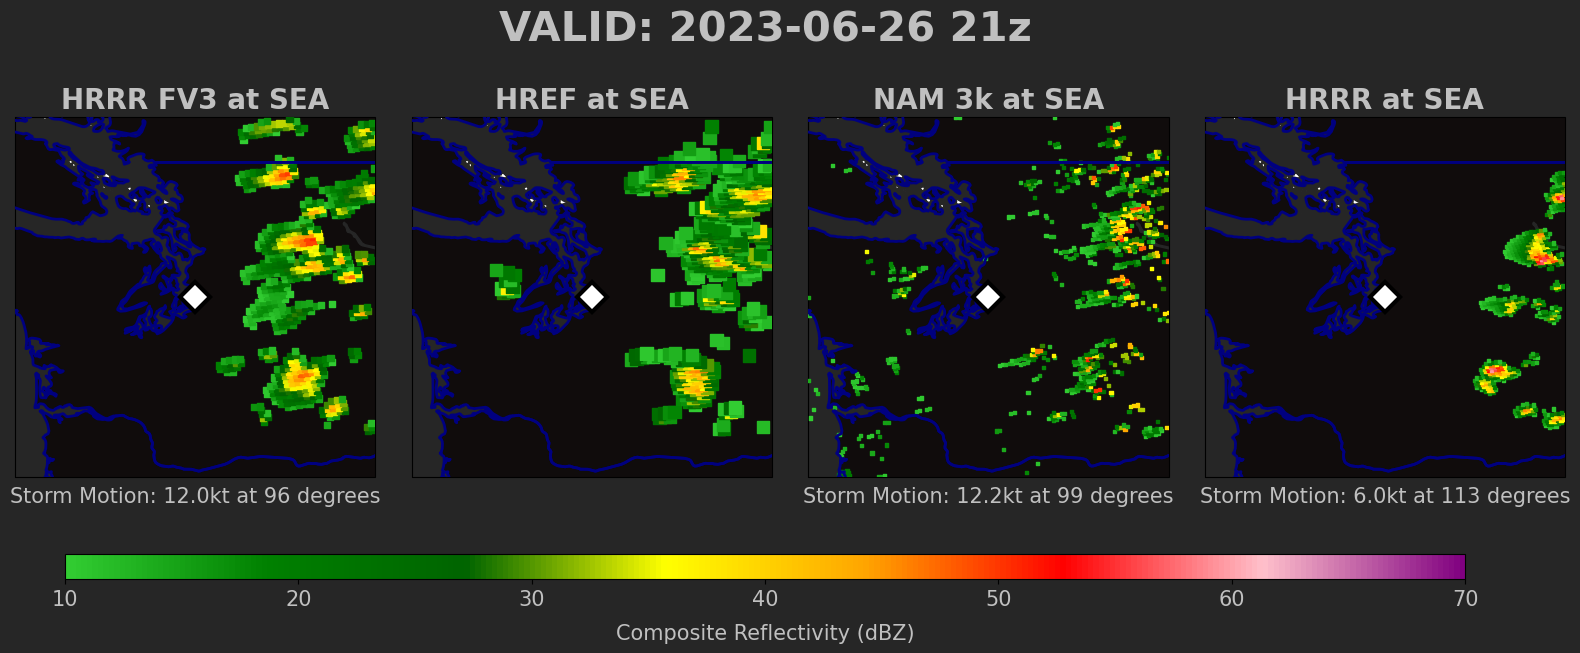 VALID: 2023-06-26 21z
HRRR FV3 at SEA
HREF at SEA
NAM 3k at SEA
HRRR at SEA
Storm Motion: 12.0kt at 96 degrees
Storm Motion: 12.2kt at 99 degrees
Storm Motion: 6.0kt at 113 degrees
10 20 30 40 50 60 70
Composite Reflectivity (dBZ)